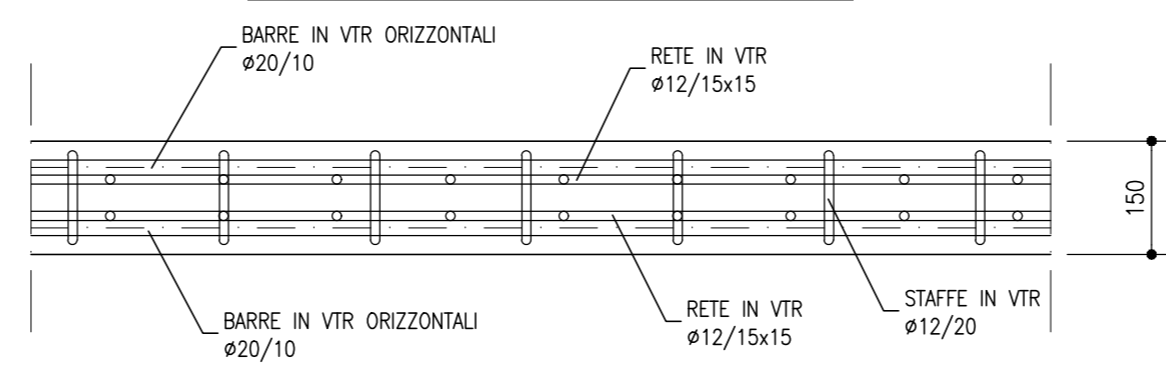 BARRE IN VTR ORIZZONTALI
ø20/10
RETE IN VTR
ø12/15x15
150
BARRE IN VTR ORIZZONTALI
ø20/10
RETE IN VTR
ø12/15x15
STAFFE IN VTR
ø12/20